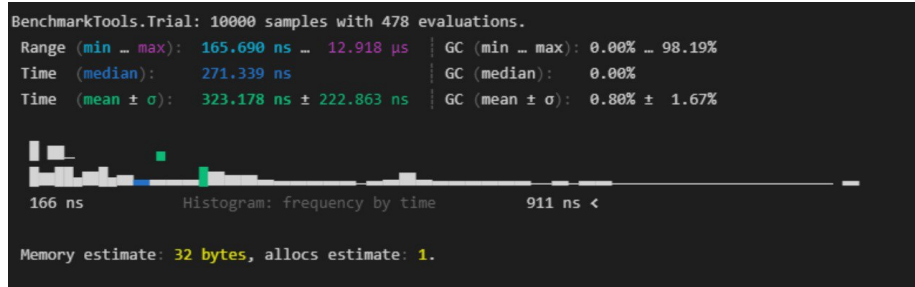 BenchmarkTools.Trial: 10000 samples with 478 evaluations.
Range (min … max): 165.690 ns … 12.918 μs ┊ GC (min … max): 0.00% … 98.19%
Time (median): 271.339 ns ┊ GC (median): 0.00%
Time (mean ± σ): 323.178 ns ± 222.863 ns ┊ GC (mean ± σ): 0.80% ± 1.67%
166 ns Histogram: frequency by time 911 ns <
Memory estimate: 32 bytes, allocs estimate: 1.